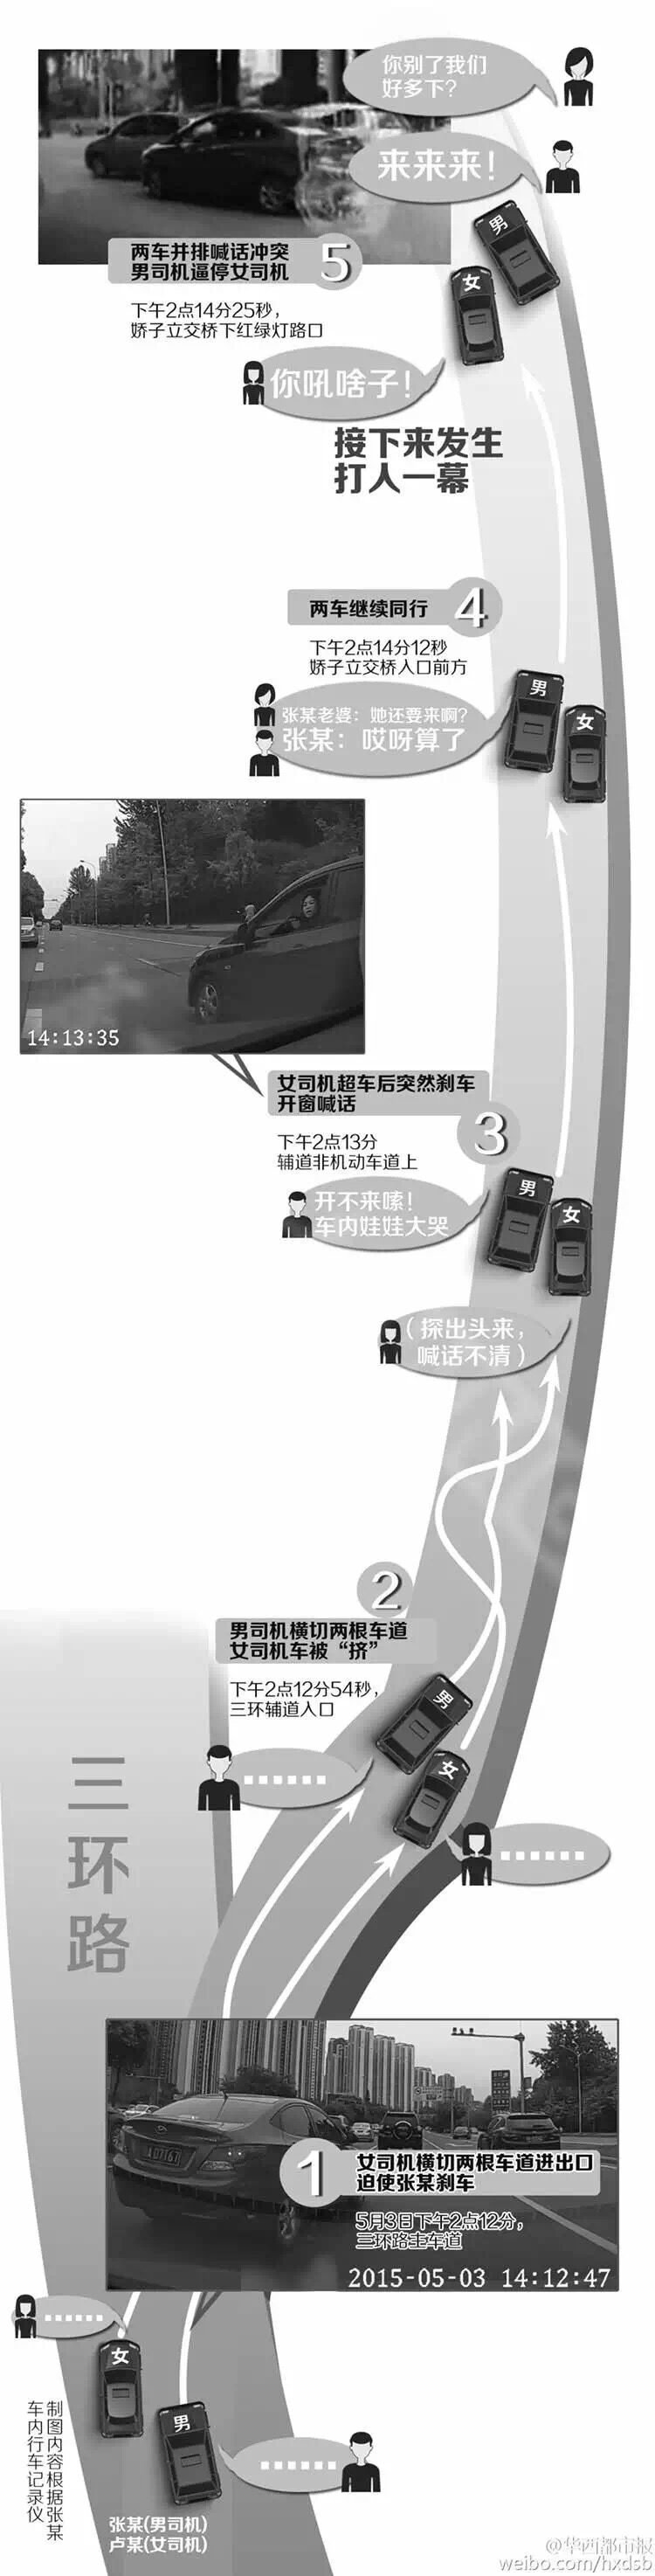 你别了我们
好多下？
来来来！
男
女
两车并排喊话冲突
男司机逼停女司机
5
下午2点14分25秒，
娇子立交桥下红绿灯路口
你吼啥子！
接下来发生
打人一幕
两车继续同行
4
下午2点14分12秒
娇子立交桥入口前方
张某老婆：她还要来啊？
张某：哎呀算了
男
女
14:13:35
女司机超车后突然刹车
开窗喊话
3
下午2点13分
辅道非机动车道上
开不来嗦！
车内娃娃大哭
男
女
（探出头来，
喊话不清）
2
男司机横切两根车道
女司机车被“挤”
下午2点12分54秒，
三环辅道入口
男
女
▪▪▪▪▪▪▪
▪▪▪▪▪▪▪
三环路
1
女司机横切两根车道进出口
迫使张某刹车
5月3日下午2点12分，
三环路主车道
2015-05-03 14:12:47
▪▪▪▪▪▪▪
女
男
▪▪▪▪▪▪▪
制图内容根据张某
车内行车记录仪
张某(男司机)
卢某(女司机)
@华西都市报
weibo.com/hxdsb